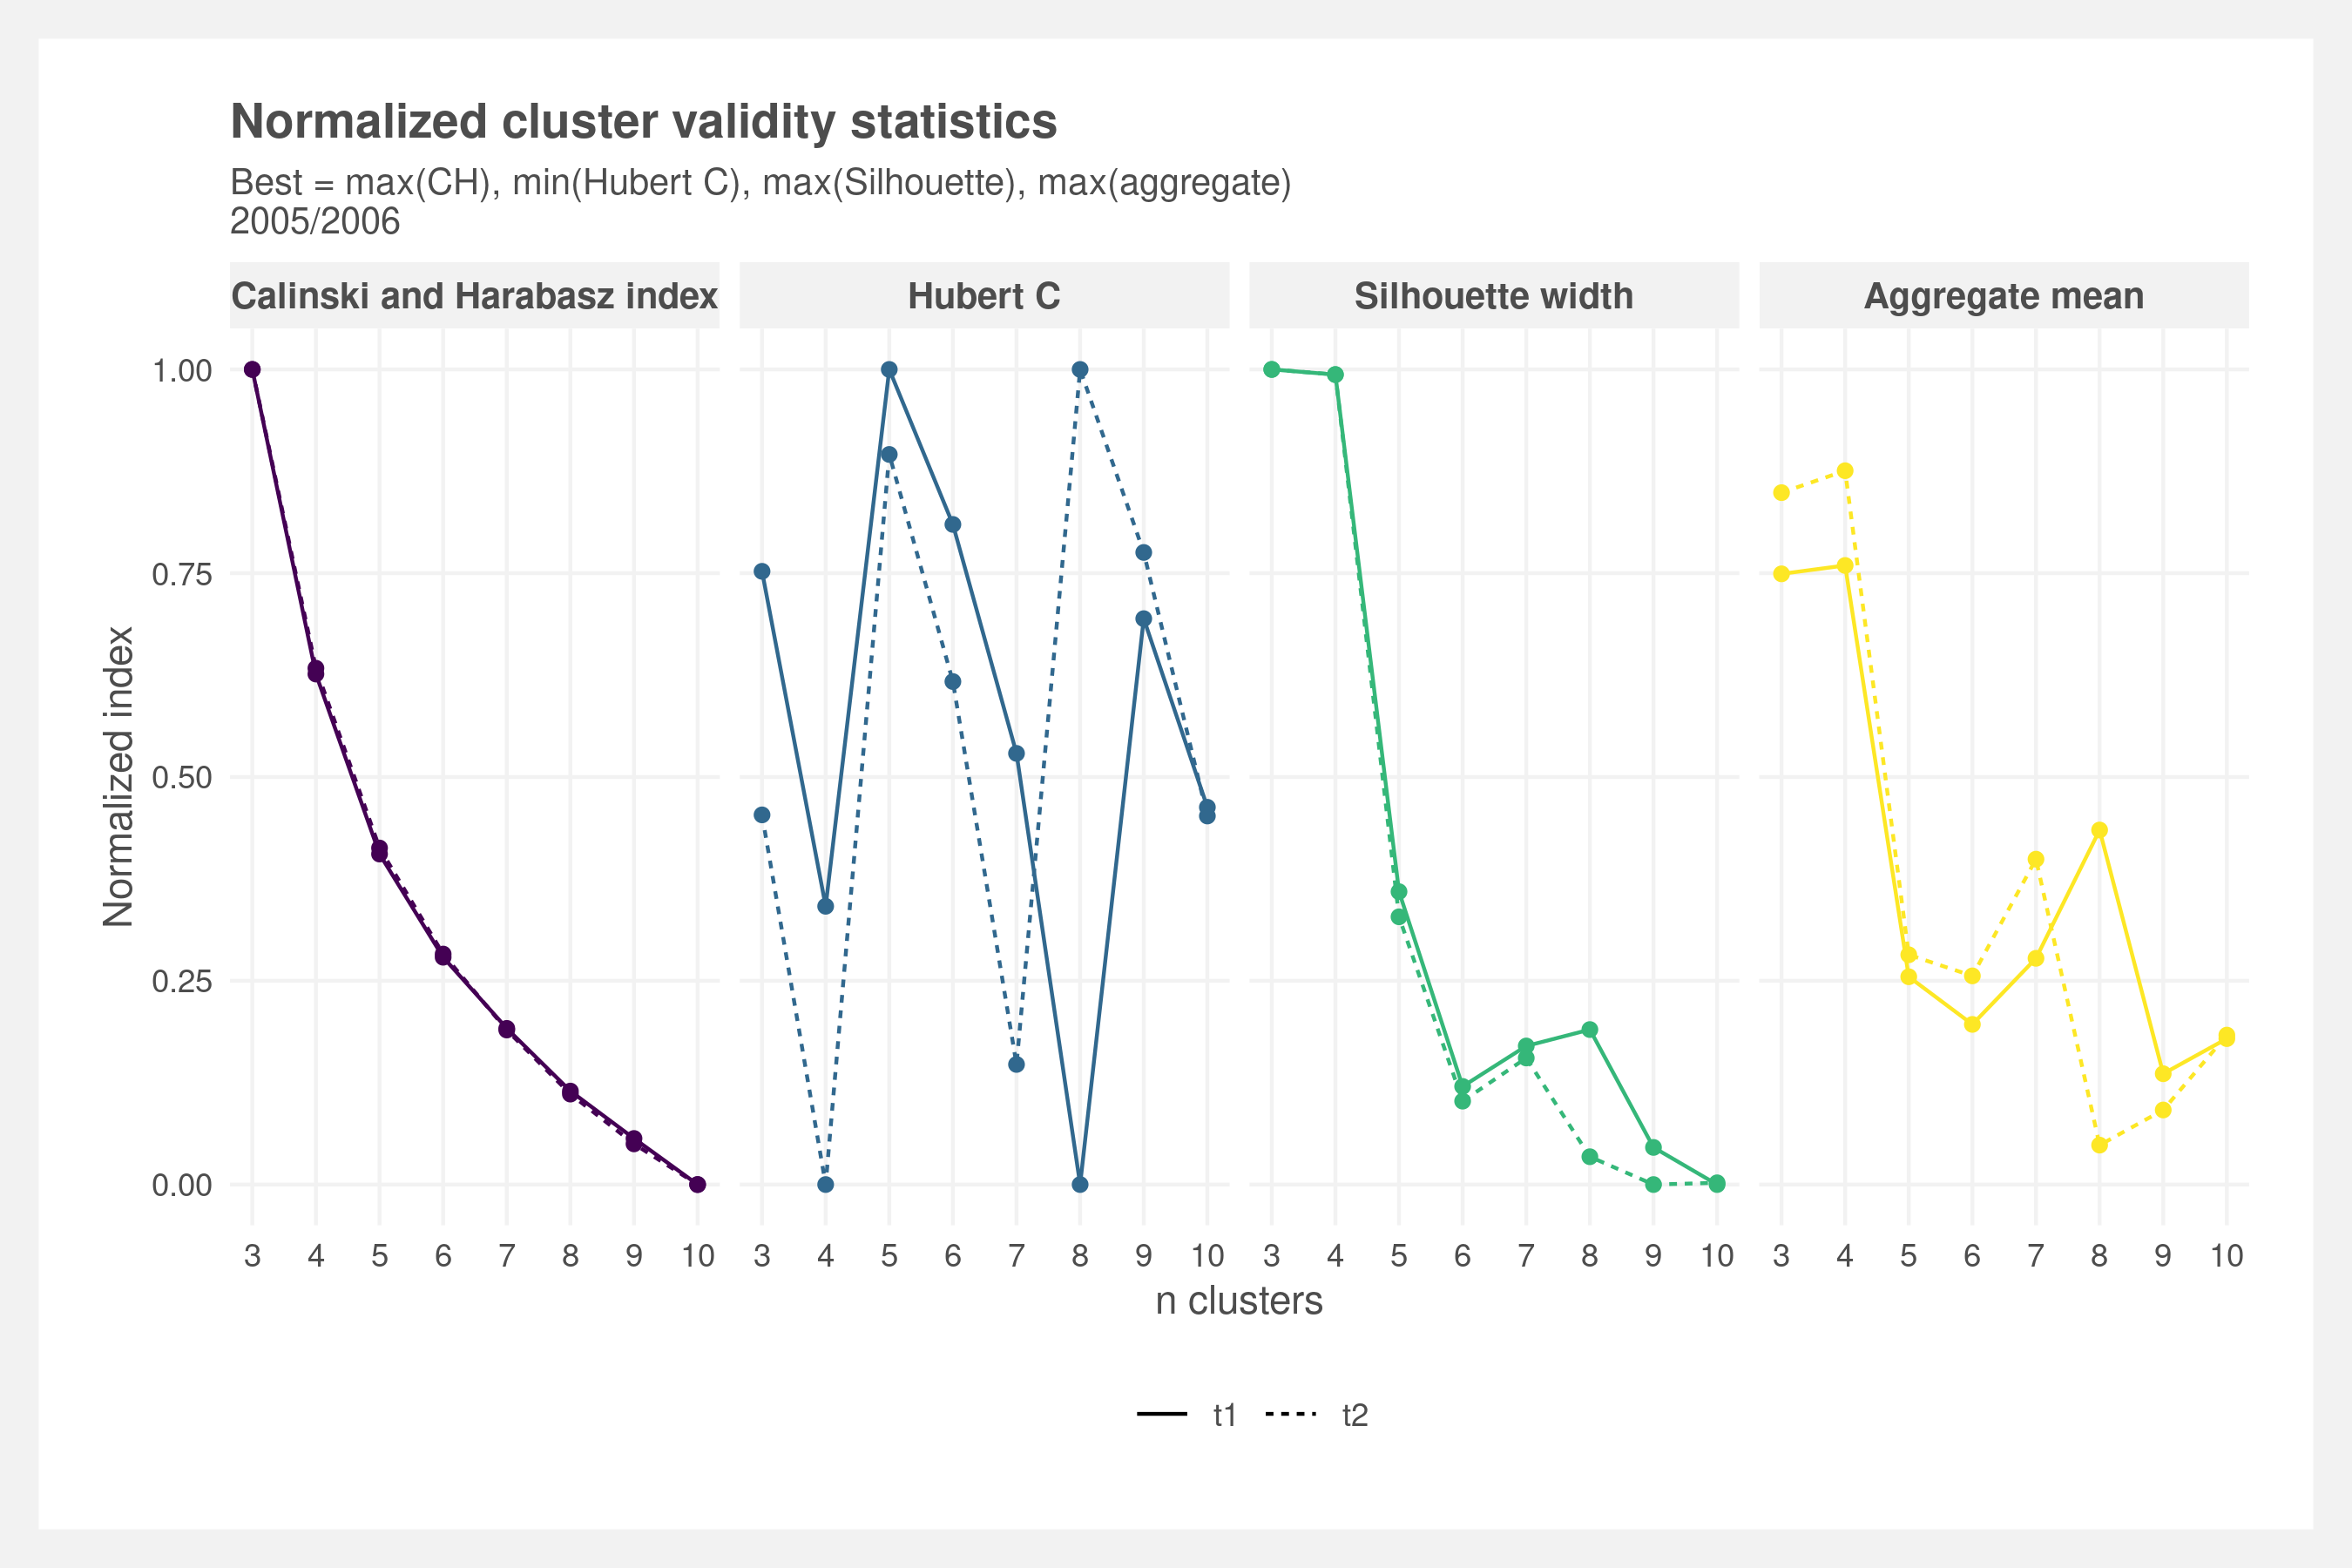 Normalized cluster validity statistics
Best = max(CH), min(Hubert C), max(Silhouette), max(aggregate)
2005/2006
Calinski and Harabasz index
Hubert C
Silhouette width
Aggregate mean
Normalized index
1.00
0.75
0.50
0.25
0.00
3 4 5 6 7 8 9 10
3 4 5 6 7 8 9 10
3 4 5 6 7 8 9 10
3 4 5 6 7 8 9 10
n clusters
t1 t2